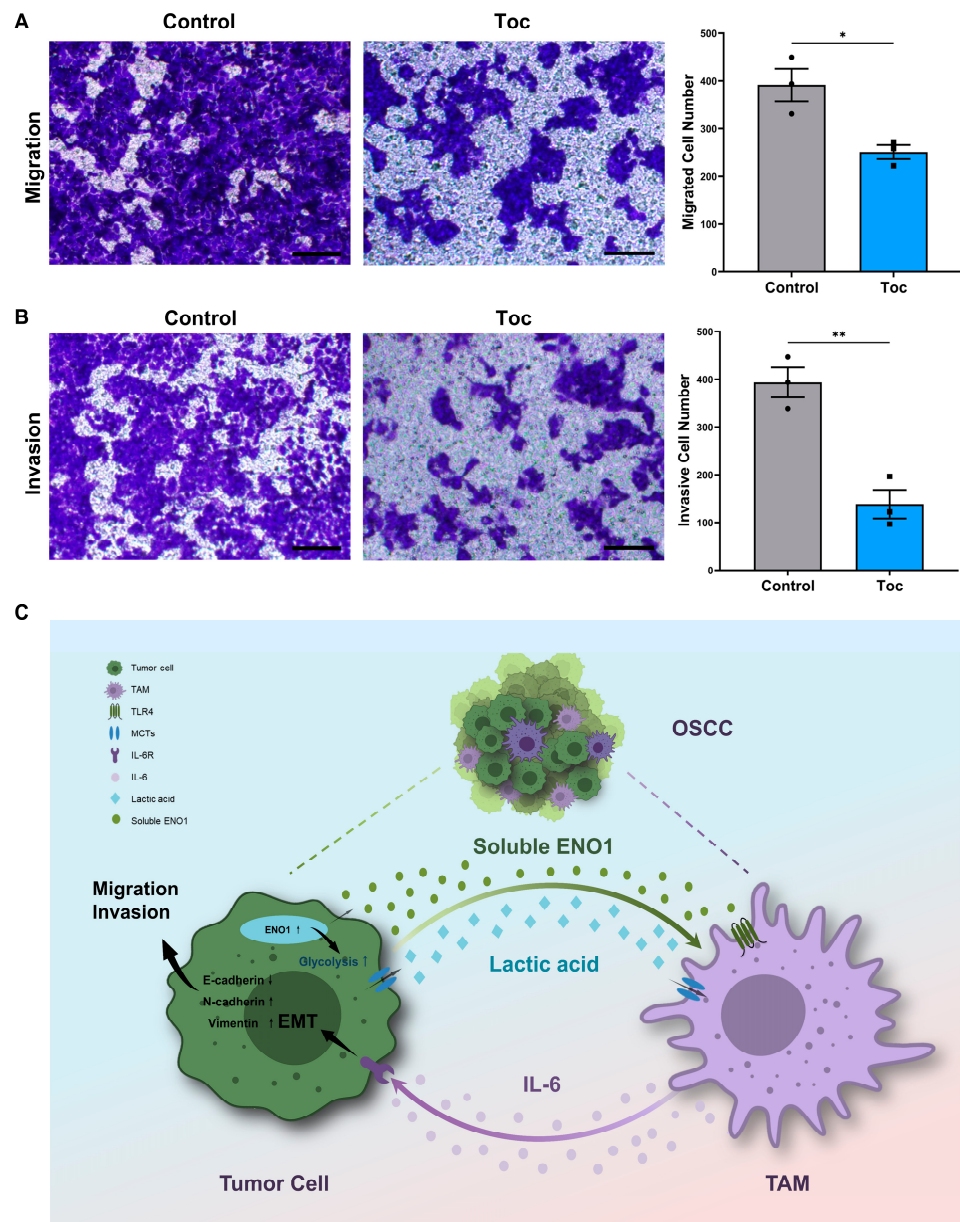 A
Control
Toc
Migration
Migrated Cell Number
500
400
300
200
100
0
*
Control
Toc
B
Control
Toc
Invasion
Invasive Cell Number
500
400
300
200
100
0
**
Control
Toc
C
Tumor cell
TAM
TLR4
MCTs
IL-6R
IL-6
Lactic acid
Soluble ENO1
OSCC
Soluble ENO1
Migration
Invasion
ENO1 ↑
Glycolysis ↑
Lactic acid
E-cadherin ↓
N-cadherin ↑
Vimentin ↑ EMT
IL-6
Tumor Cell
TAM